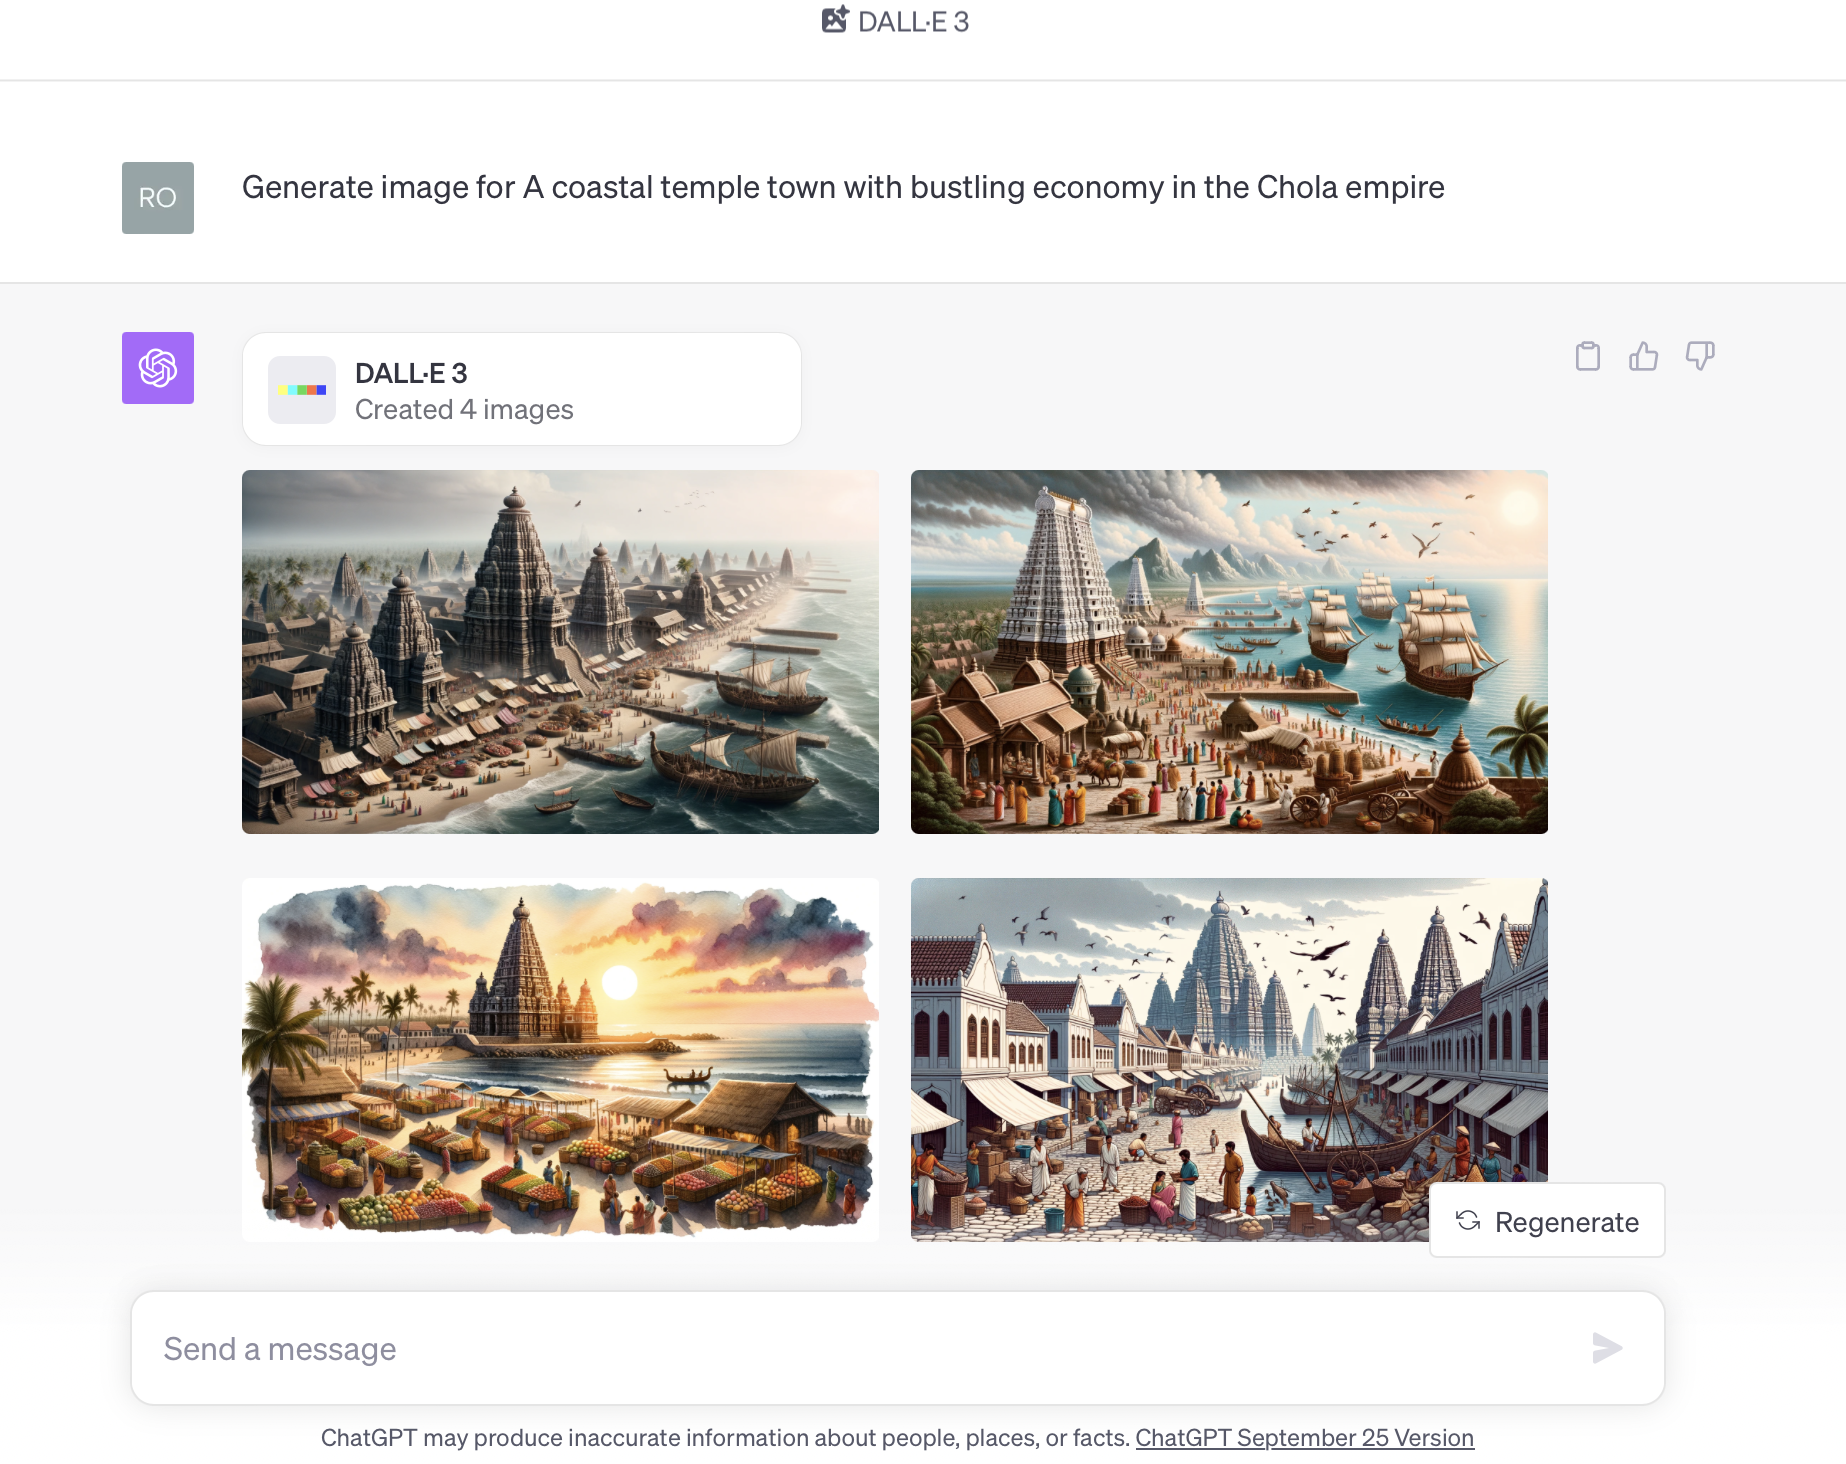 DALL·E 3
RO
Generate image for A coastal temple town with bustling economy in the Chola empire
DALL·E 3
Created 4 images
Regenerate
Send a message
ChatGPT may produce inaccurate information about people, places, or facts. ChatGPT September 25 Version